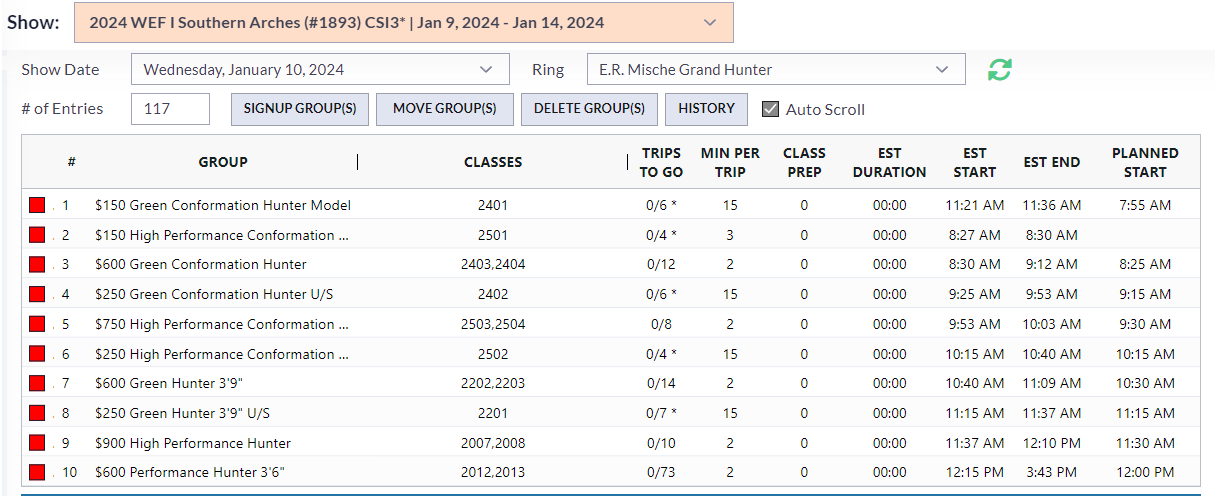 Show: 2024 WEF I Southern Arches (#1893) CSI3* | Jan 9, 2024 - Jan 14, 2024
Show Date Wednesday, January 10, 2024 Ring E.R. Mische Grand Hunter
# of Entries 117 SIGNUP GROUP(S) MOVE GROUP(S) DELETE GROUP(S) HISTORY Auto Scroll
# GROUP CLASSES TRIPS TO GO MIN PER TRIP CLASS PREP EST DURATION EST START EST END PLANNED START
1 $150 Green Conformation Hunter Model 2401 0/6 * 15 0 00:00 11:21 AM 11:36 AM 7:55 AM
2 $150 High Performance Conformation ... 2501 0/4 * 3 0 00:00 8:27 AM 8:30 AM
3 $600 Green Conformation Hunter 2403,2404 0/12 2 0 00:00 8:30 AM 9:12 AM 8:25 AM
4 $250 Green Conformation Hunter U/S 2402 0/6 * 15 0 00:00 9:25 AM 9:53 AM 9:15 AM
5 $750 High Performance Conformation ... 2503,2504 0/8 2 0 00:00 9:53 AM 10:03 AM 9:30 AM
6 $250 High Performance Conformation ... 2502 0/4 * 15 0 00:00 10:15 AM 10:40 AM 10:15 AM
7 $600 Green Hunter 3'9" 2202,2203 0/14 2 0 00:00 10:40 AM 11:09 AM 10:30 AM
8 $250 Green Hunter 3'9" U/S 2201 0/7 * 15 0 00:00 11:15 AM 11:37 AM 11:15 AM
9 $900 High Performance Hunter 2007,2008 0/10 2 0 00:00 11:37 AM 12:10 PM 11:30 AM
10 $600 Performance Hunter 3'6" 2012,2013 0/73 2 0 00:00 12:15 PM 3:43 PM 12:00 PM